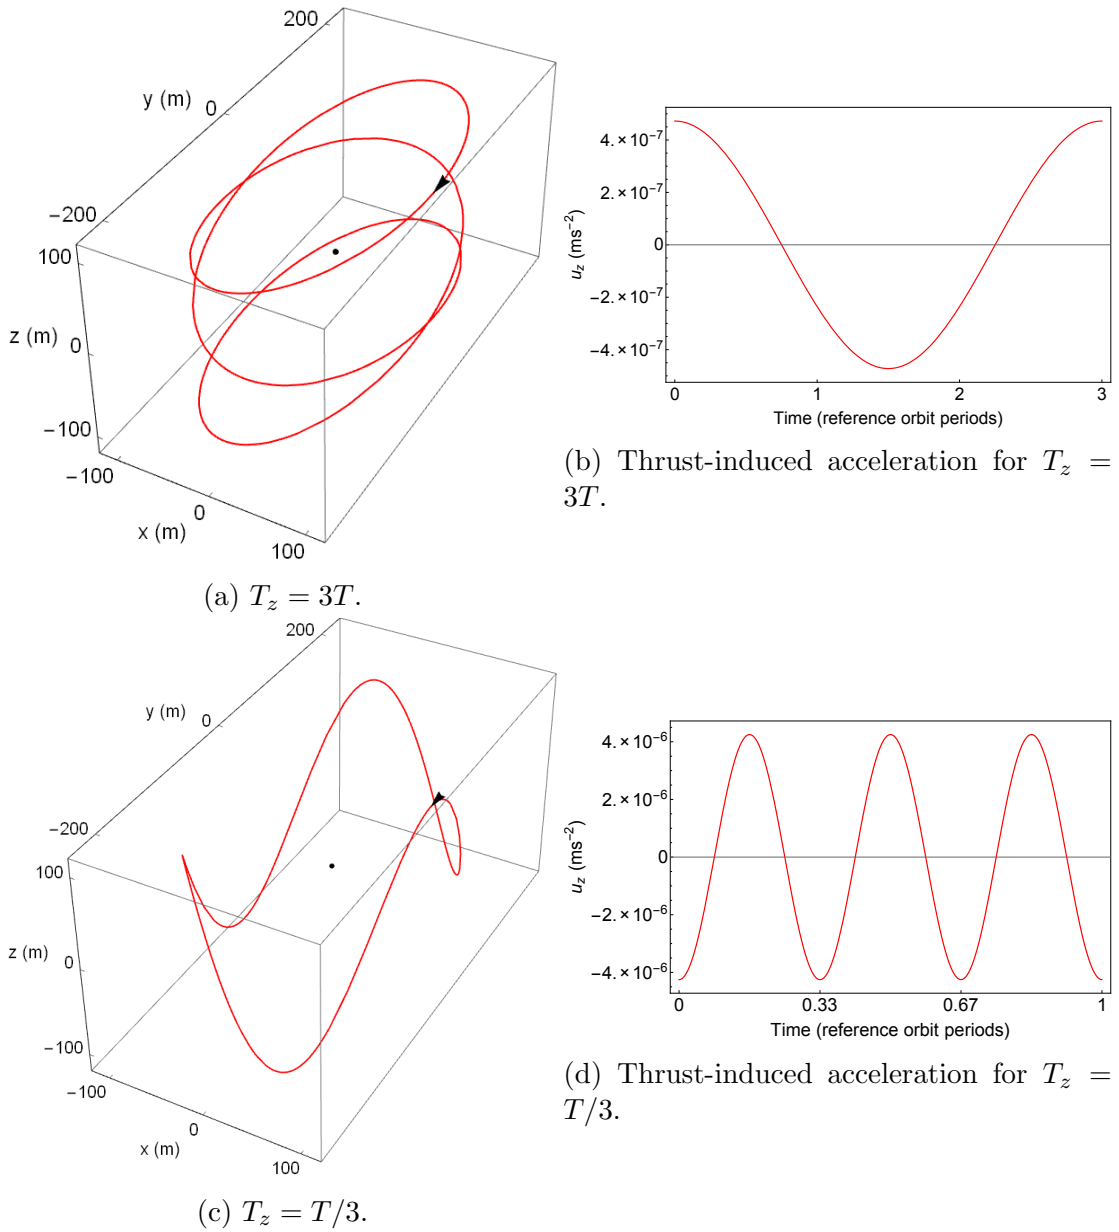 200
y (m)
0
−200
100
z (m)
0
−100
−100
0
x (m)
100
(a) T_z = 3T.
4.×10⁻⁷
2.×10⁻⁷
0
−2.×10⁻⁷
−4.×10⁻⁷
u_z (ms⁻²)
0 1 2 3
Time (reference orbit periods)
(b) Thrust-induced acceleration for T_z =
3T.
200
y (m)
0
−200
100
z (m)
0
−100
−100
0
x (m)
100
(c) T_z = T/3.
4.×10⁻⁶
2.×10⁻⁶
0
−2.×10⁻⁶
−4.×10⁻⁶
u_z (ms⁻²)
0 0.33 0.67 1
Time (reference orbit periods)
(d) Thrust-induced acceleration for T_z =
T/3.